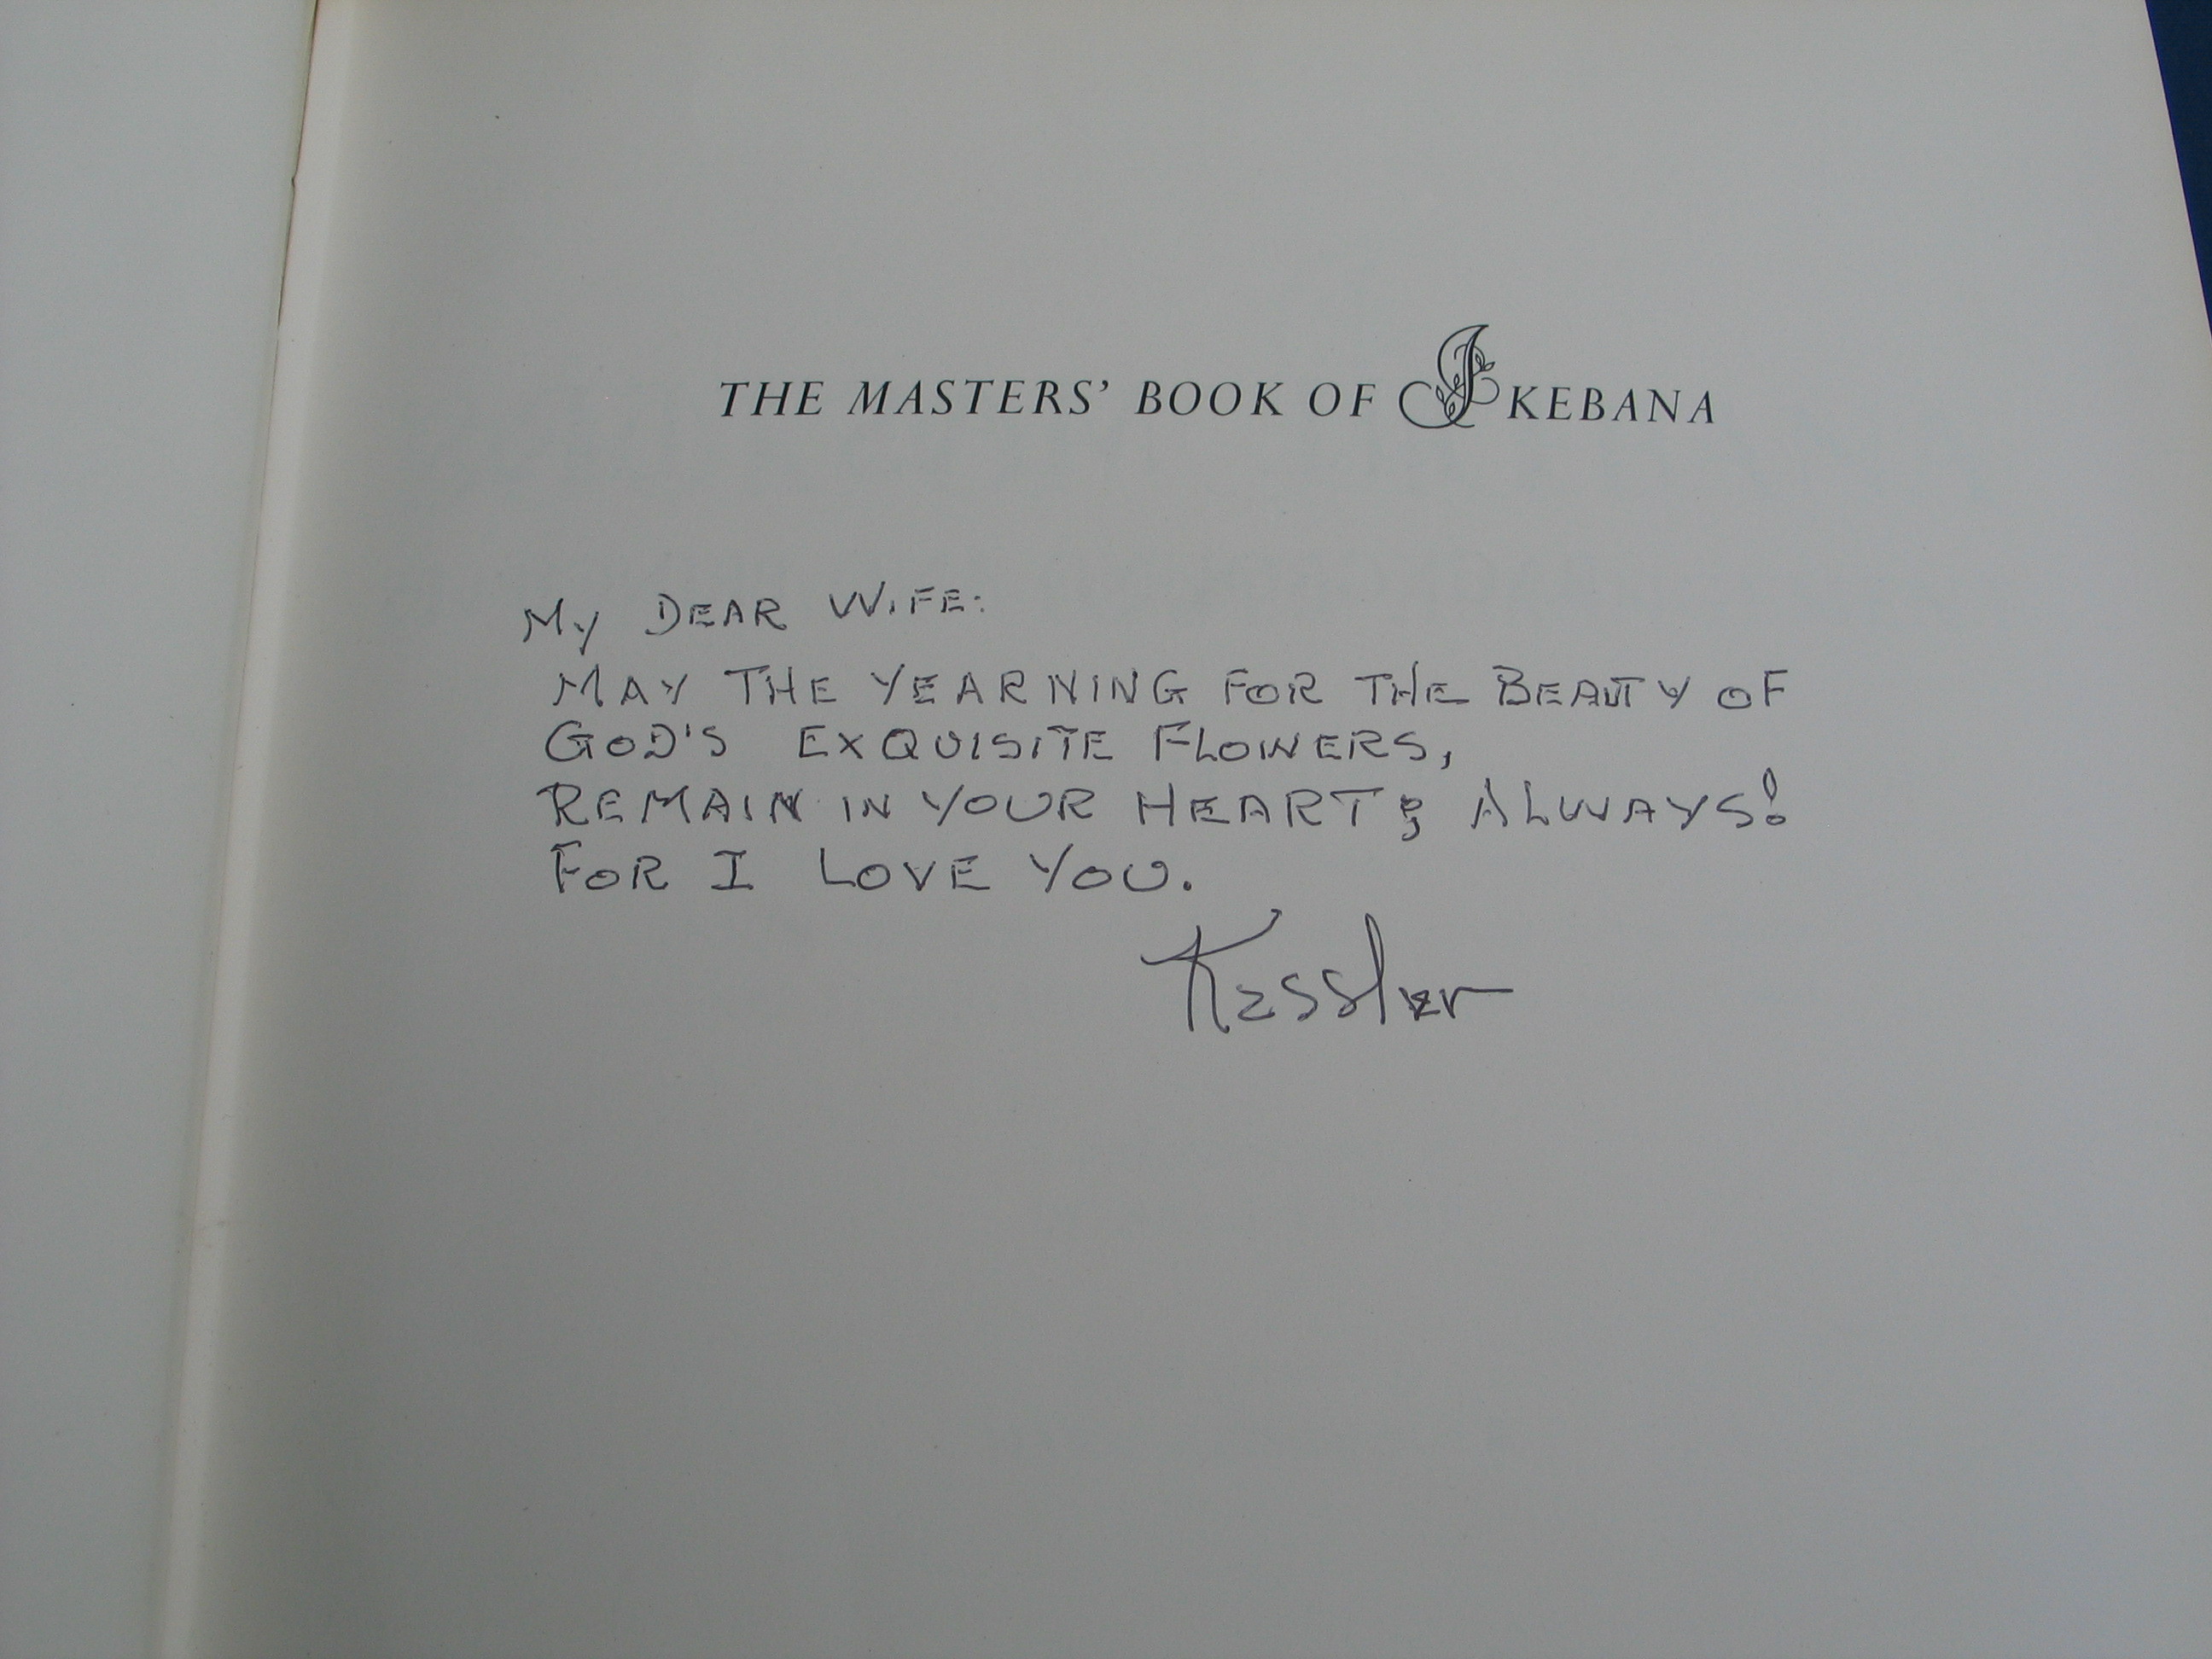 THE MASTERS' BOOK OF IKEBANA
MY DEAR WIFE:
MAY THE YEARNING FOR THE BEAUTY OF
GOD'S EXQUISITE FLOWERS,
REMAIN IN YOUR HEART; ALWAYS!
FOR I LOVE YOU.
Kessler